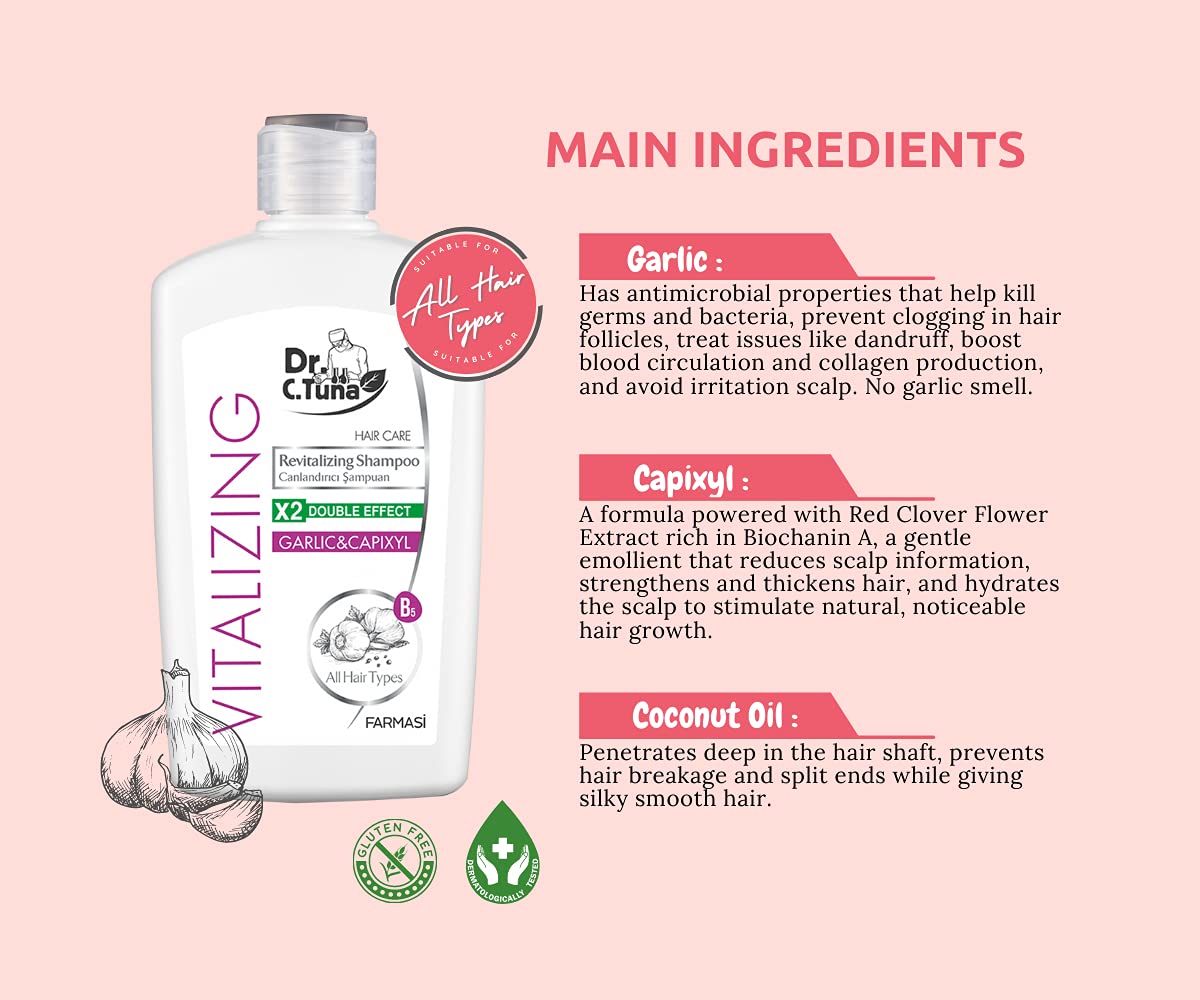 MAIN INGREDIENTS
SUITABLE FOR
All Hair
Types
SUITABLE FOR
Dr.
C.Tuna
HAIR CARE
Revitalizing Shampoo
Canlandırıcı Şampuan
X2 DOUBLE EFFECT
GARLIC&CAPIXYL
VITALIZING
B5
All Hair Types
FARMASİ
GLUTEN FREE
DERMATOLOGICALLY TESTED
Garlic :
Has antimicrobial properties that help kill
germs and bacteria, prevent clogging in hair
follicles, treat issues like dandruff, boost
blood circulation and collagen production,
and avoid irritation scalp. No garlic smell.
Capixyl :
A formula powered with Red Clover Flower
Extract rich in Biochanin A, a gentle
emollient that reduces scalp information,
strengthens and thickens hair, and hydrates
the scalp to stimulate natural, noticeable
hair growth.
Coconut Oil :
Penetrates deep in the hair shaft, prevents
hair breakage and split ends while giving
silky smooth hair.